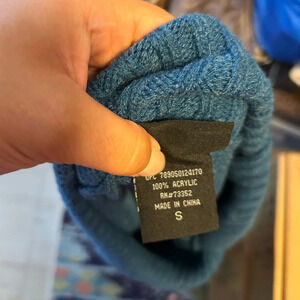 UPC 789050124170
100% ACRYLIC
RN#73352
MADE IN CHINA
S